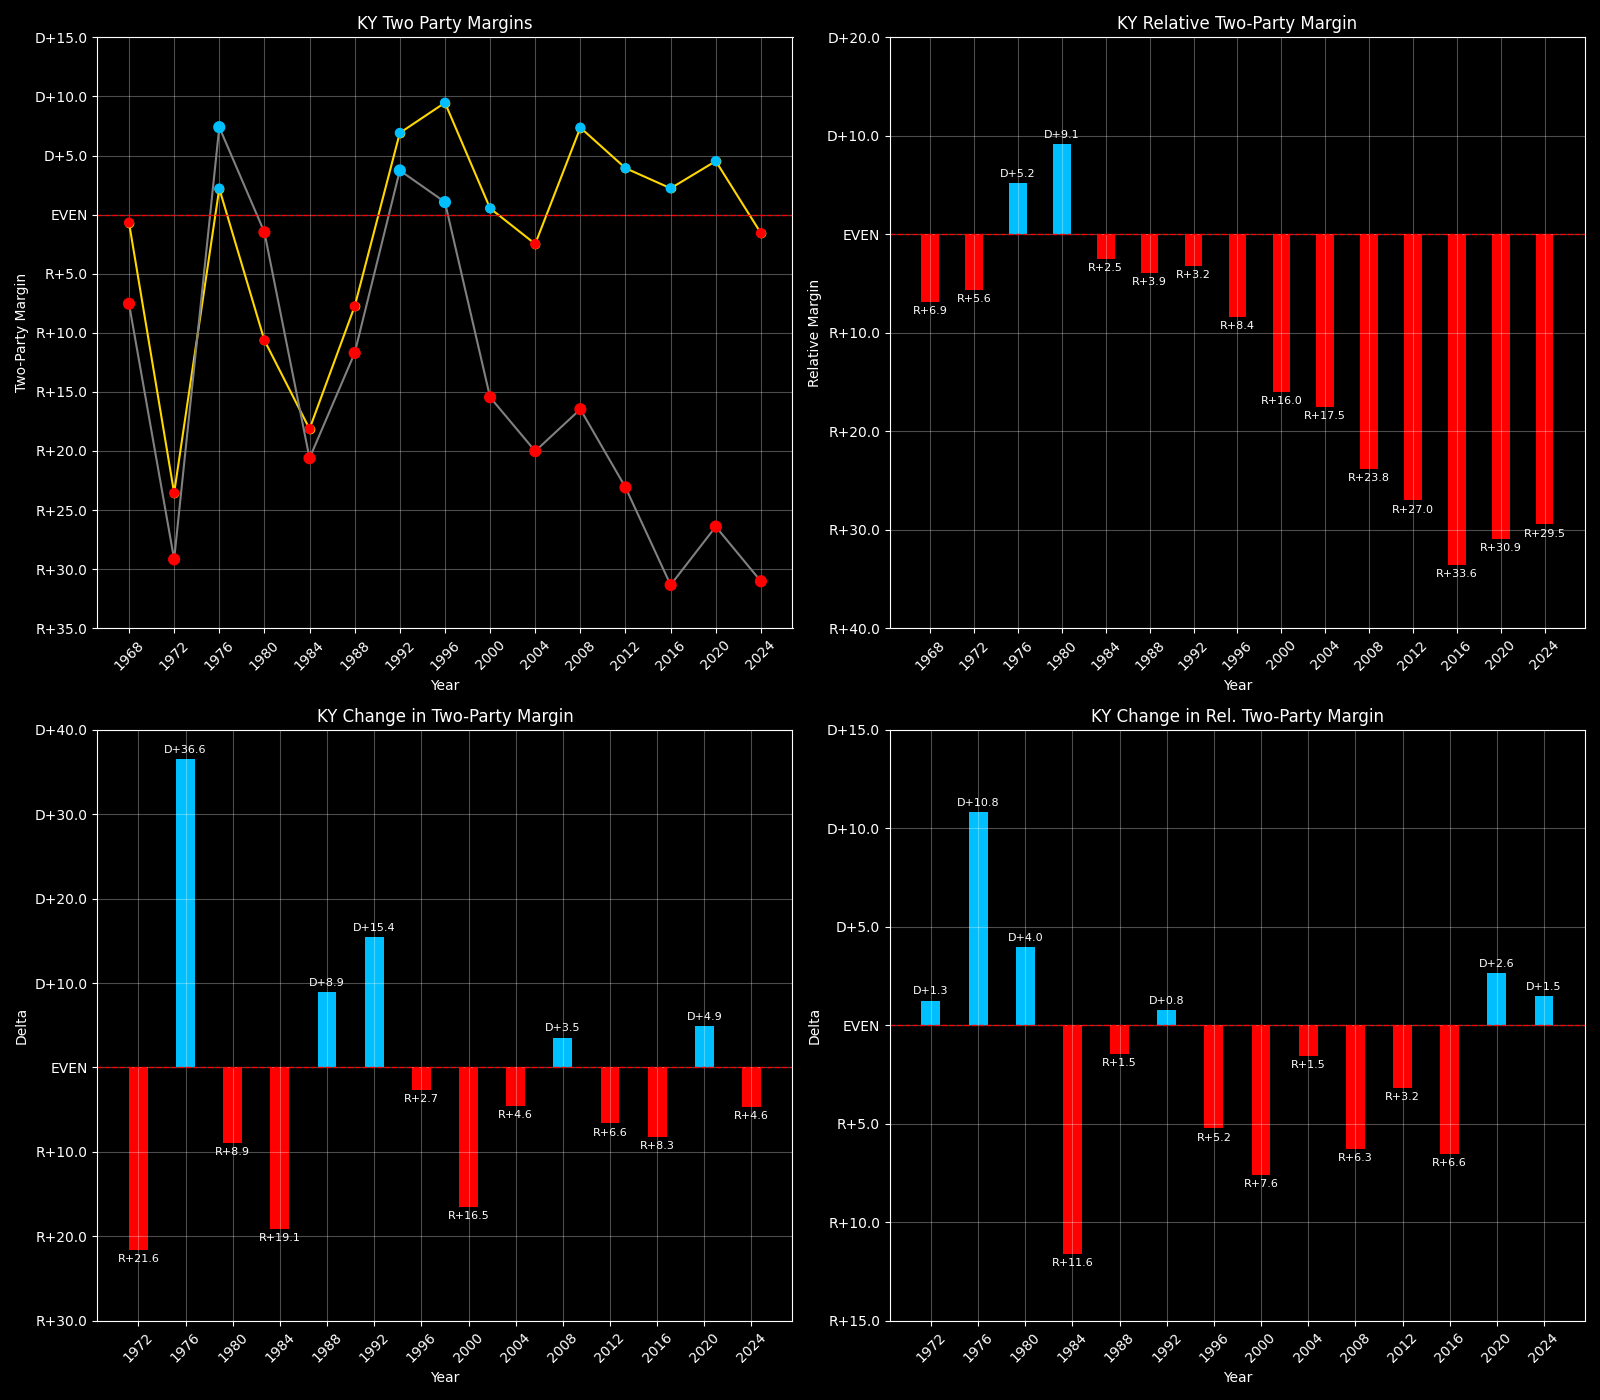 KY Two Party Margins
D+15.0
D+10.0
D+5.0
EVEN
R+5.0
R+10.0
R+15.0
R+20.0
R+25.0
R+30.0
R+35.0
Two-Party Margin
1968 1972 1976 1980 1984 1988 1992 1996 2000 2004 2008 2012 2016 2020 2024
Year
KY Relative Two-Party Margin
D+20.0
D+10.0
EVEN
R+10.0
R+20.0
R+30.0
R+40.0
Relative Margin
R+6.9
R+5.6
D+5.2
D+9.1
R+2.5
R+3.9
R+3.2
R+8.4
R+16.0
R+17.5
R+23.8
R+27.0
R+33.6
R+30.9
R+29.5
1968 1972 1976 1980 1984 1988 1992 1996 2000 2004 2008 2012 2016 2020 2024
Year
KY Change in Two-Party Margin
D+40.0
D+30.0
D+20.0
D+10.0
EVEN
R+10.0
R+20.0
R+30.0
Delta
R+21.6
D+36.6
R+8.9
R+19.1
D+8.9
D+15.4
R+2.7
R+16.5
R+4.6
D+3.5
R+6.6
R+8.3
D+4.9
R+4.6
1972 1976 1980 1984 1988 1992 1996 2000 2004 2008 2012 2016 2020 2024
Year
KY Change in Rel. Two-Party Margin
D+15.0
D+10.0
D+5.0
EVEN
R+5.0
R+10.0
R+15.0
Delta
D+1.3
D+10.8
D+4.0
R+11.6
R+1.5
D+0.8
R+5.2
R+7.6
R+1.5
R+6.3
R+3.2
R+6.6
D+2.6
D+1.5
1972 1976 1980 1984 1988 1992 1996 2000 2004 2008 2012 2016 2020 2024
Year